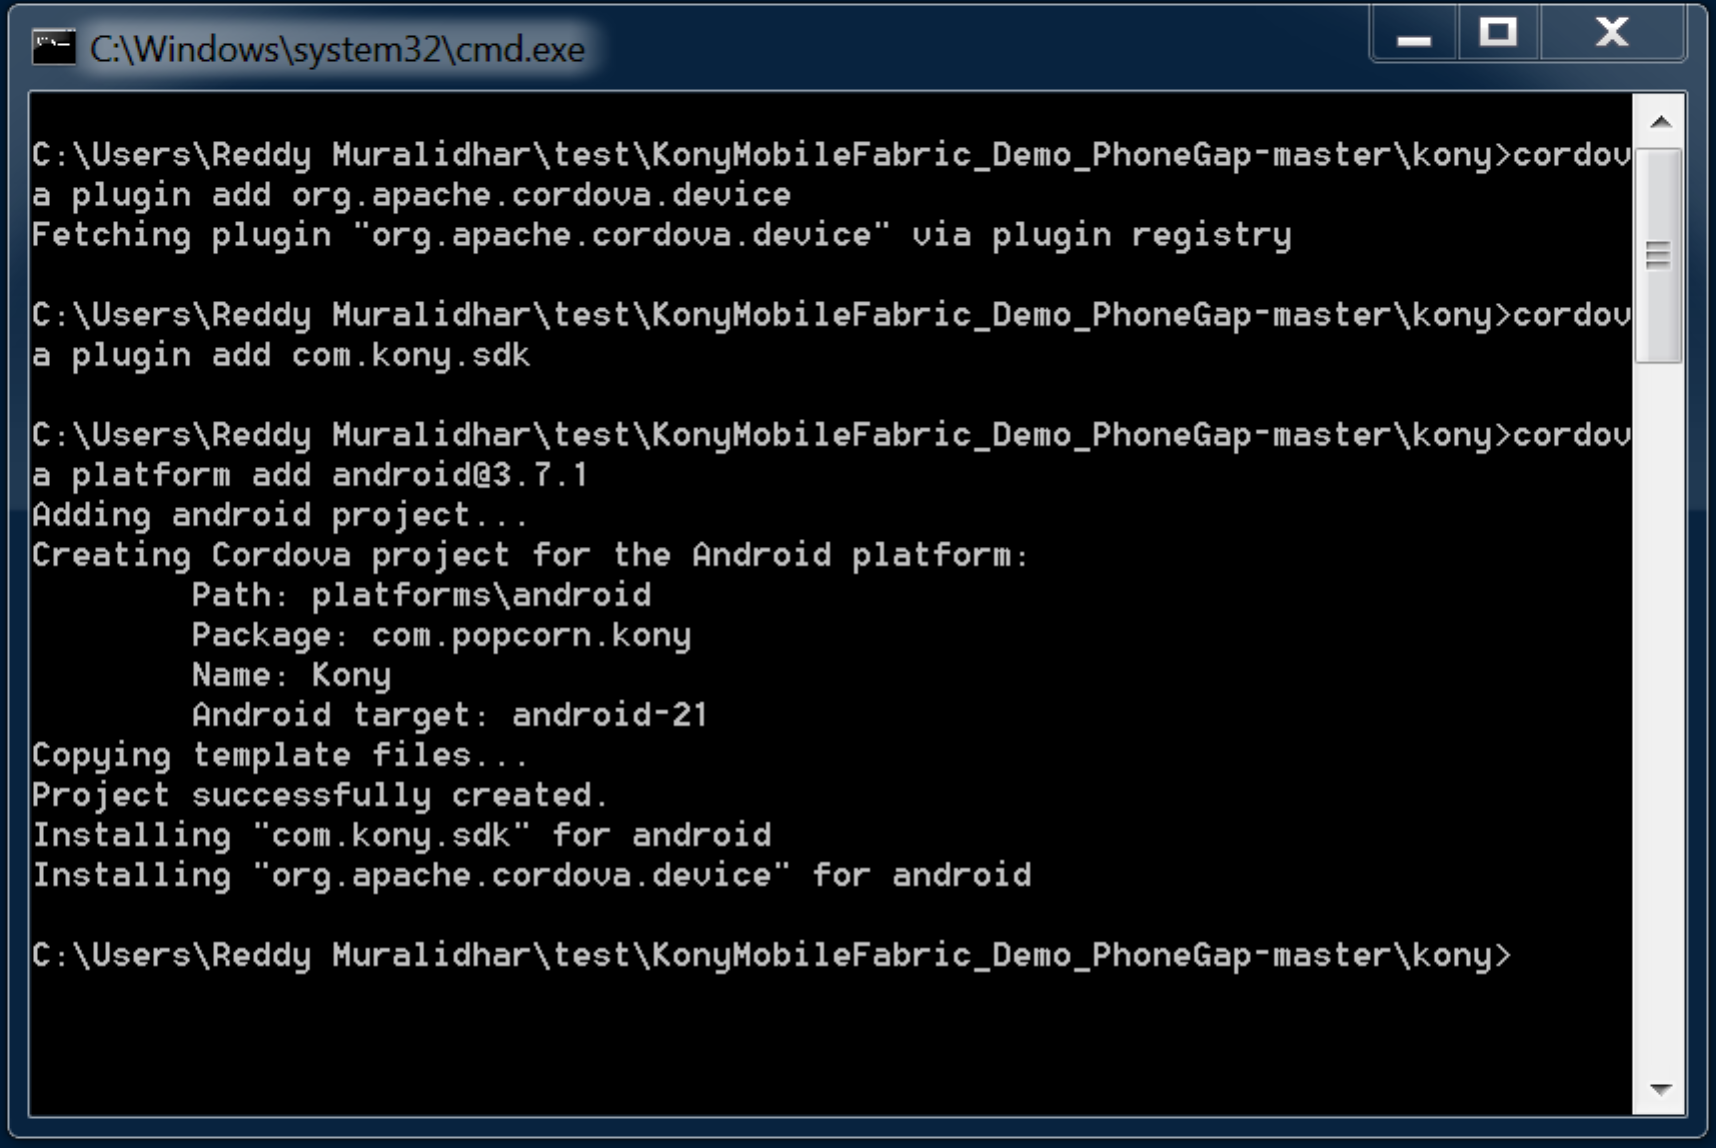 C:\Windows\system32\cmd.exe
C:\Users\Reddy Muralidhar\test\KonyMobileFabric_Demo_PhoneGap-master\kony>cordov
a plugin add org.apache.cordova.device
Fetching plugin "org.apache.cordova.device" via plugin registry
C:\Users\Reddy Muralidhar\test\KonyMobileFabric_Demo_PhoneGap-master\kony>cordov
a plugin add com.kony.sdk
C:\Users\Reddy Muralidhar\test\KonyMobileFabric_Demo_PhoneGap-master\kony>cordov
a platform add android@3.7.1
Adding android project...
Creating Cordova project for the Android platform:
Path: platforms\android
Package: com.popcorn.kony
Name: Kony
Android target: android-21
Copying template files...
Project successfully created.
Installing "com.kony.sdk" for android
Installing "org.apache.cordova.device" for android
C:\Users\Reddy Muralidhar\test\KonyMobileFabric_Demo_PhoneGap-master\kony>